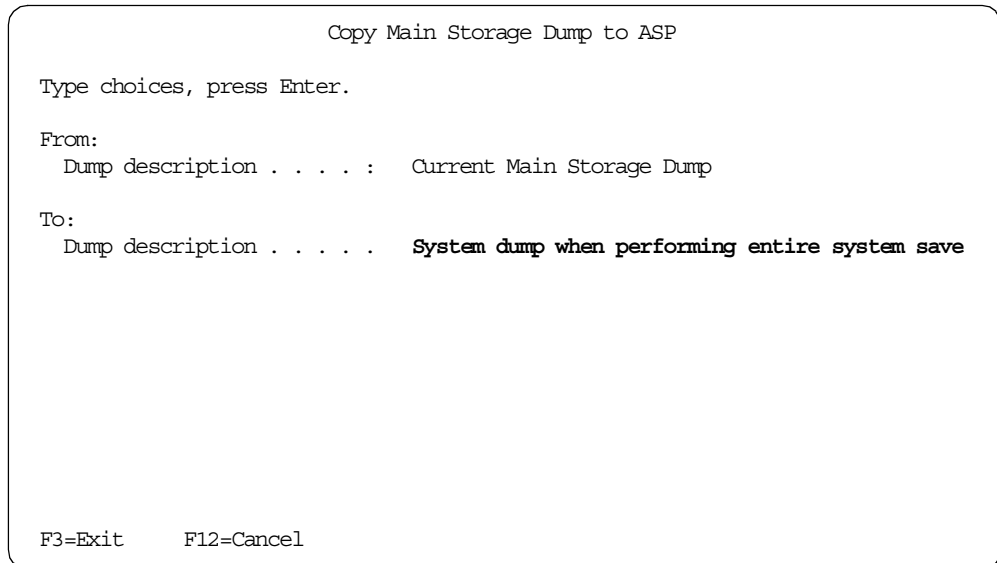 Copy Main Storage Dump to ASP
Type choices, press Enter.
From:
Dump description . . . . : Current Main Storage Dump
To:
Dump description . . . . . System dump when performing entire system save
F3=Exit F12=Cancel